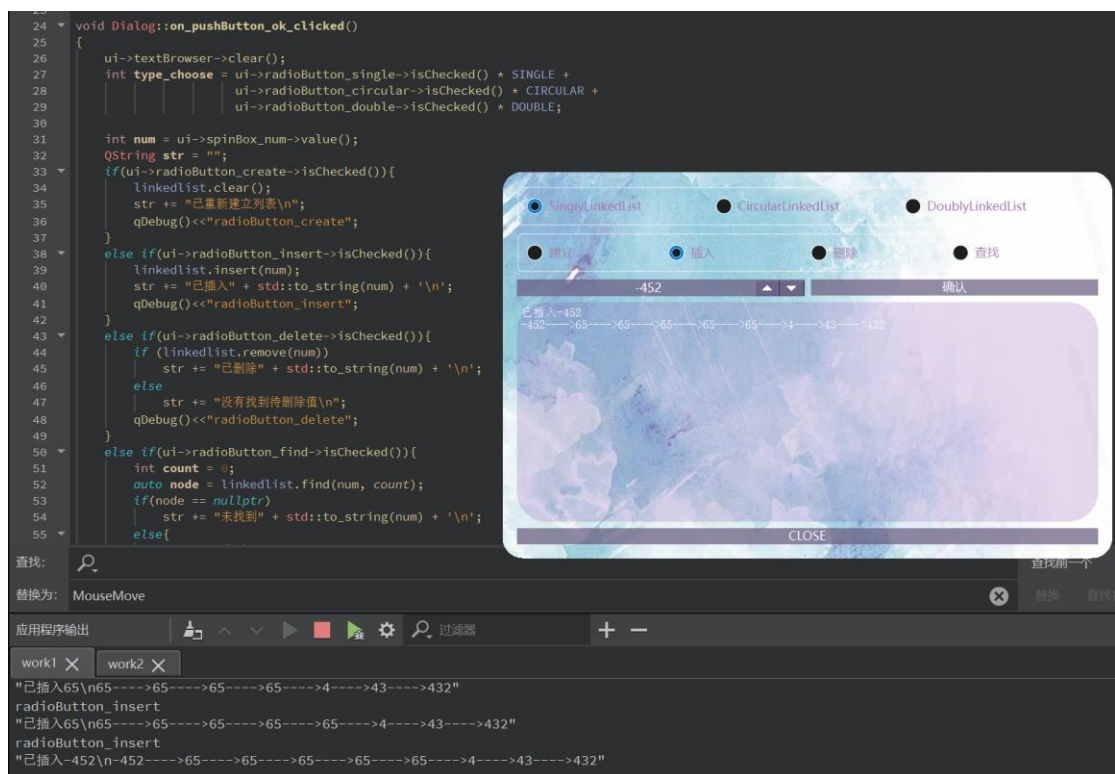 23
24 void Dialog::on_pushButton_ok_clicked()
25 {
26 ui->textBrowser->clear();
27 int type_choose = ui->radioButton_single->isChecked() * SINGLE +
28 ui->radioButton_circular->isChecked() * CIRCULAR +
29 ui->radioButton_double->isChecked() * DOUBLE;
30
31 int num = ui->spinBox_num->value();
32 QString str = "";
33 if(ui->radioButton_create->isChecked()){
34 linkedlist.clear();
35 str += "已重新建立列表\n";
36 qDebug()<<"radioButton_create";
37 }
38 else if(ui->radioButton_insert->isChecked()){
39 linkedlist.insert(num);
40 str += "已插入" + std::to_string(num) + '\n';
41 qDebug()<<"radioButton_insert";
42 }
43 else if(ui->radioButton_delete->isChecked()){
44 if (linkedlist.remove(num))
45 str += "已删除" + std::to_string(num) + '\n';
46 else
47 str += "没有找到待删除值\n";
48 qDebug()<<"radioButton_delete";
49 }
50 else if(ui->radioButton_find->isChecked()){
51 int count = 0;
52 auto node = linkedlist.find(num, count);
53 if(node == nullptr)
54 str += "未找到" + std::to_string(num) + '\n';
55 else{
SinglyLinkedList CircularLinkedList DoublyLinkedList
建立 插入 删除 查找
-452 确认
已插入-452
-452---->65---->65---->65---->65---->65---->4---->43---->432
CLOSE
查找: 查找前一个
替换为: MouseMove 替换
应用程序输出 过滤器
work1 work2
"已插入65\n65---->65---->65---->65---->4---->43---->432"
radioButton_insert
"已插入65\n65---->65---->65---->65---->65---->4---->43---->432"
radioButton_insert
"已插入-452\n-452---->65---->65---->65---->65---->65---->4---->43---->432"